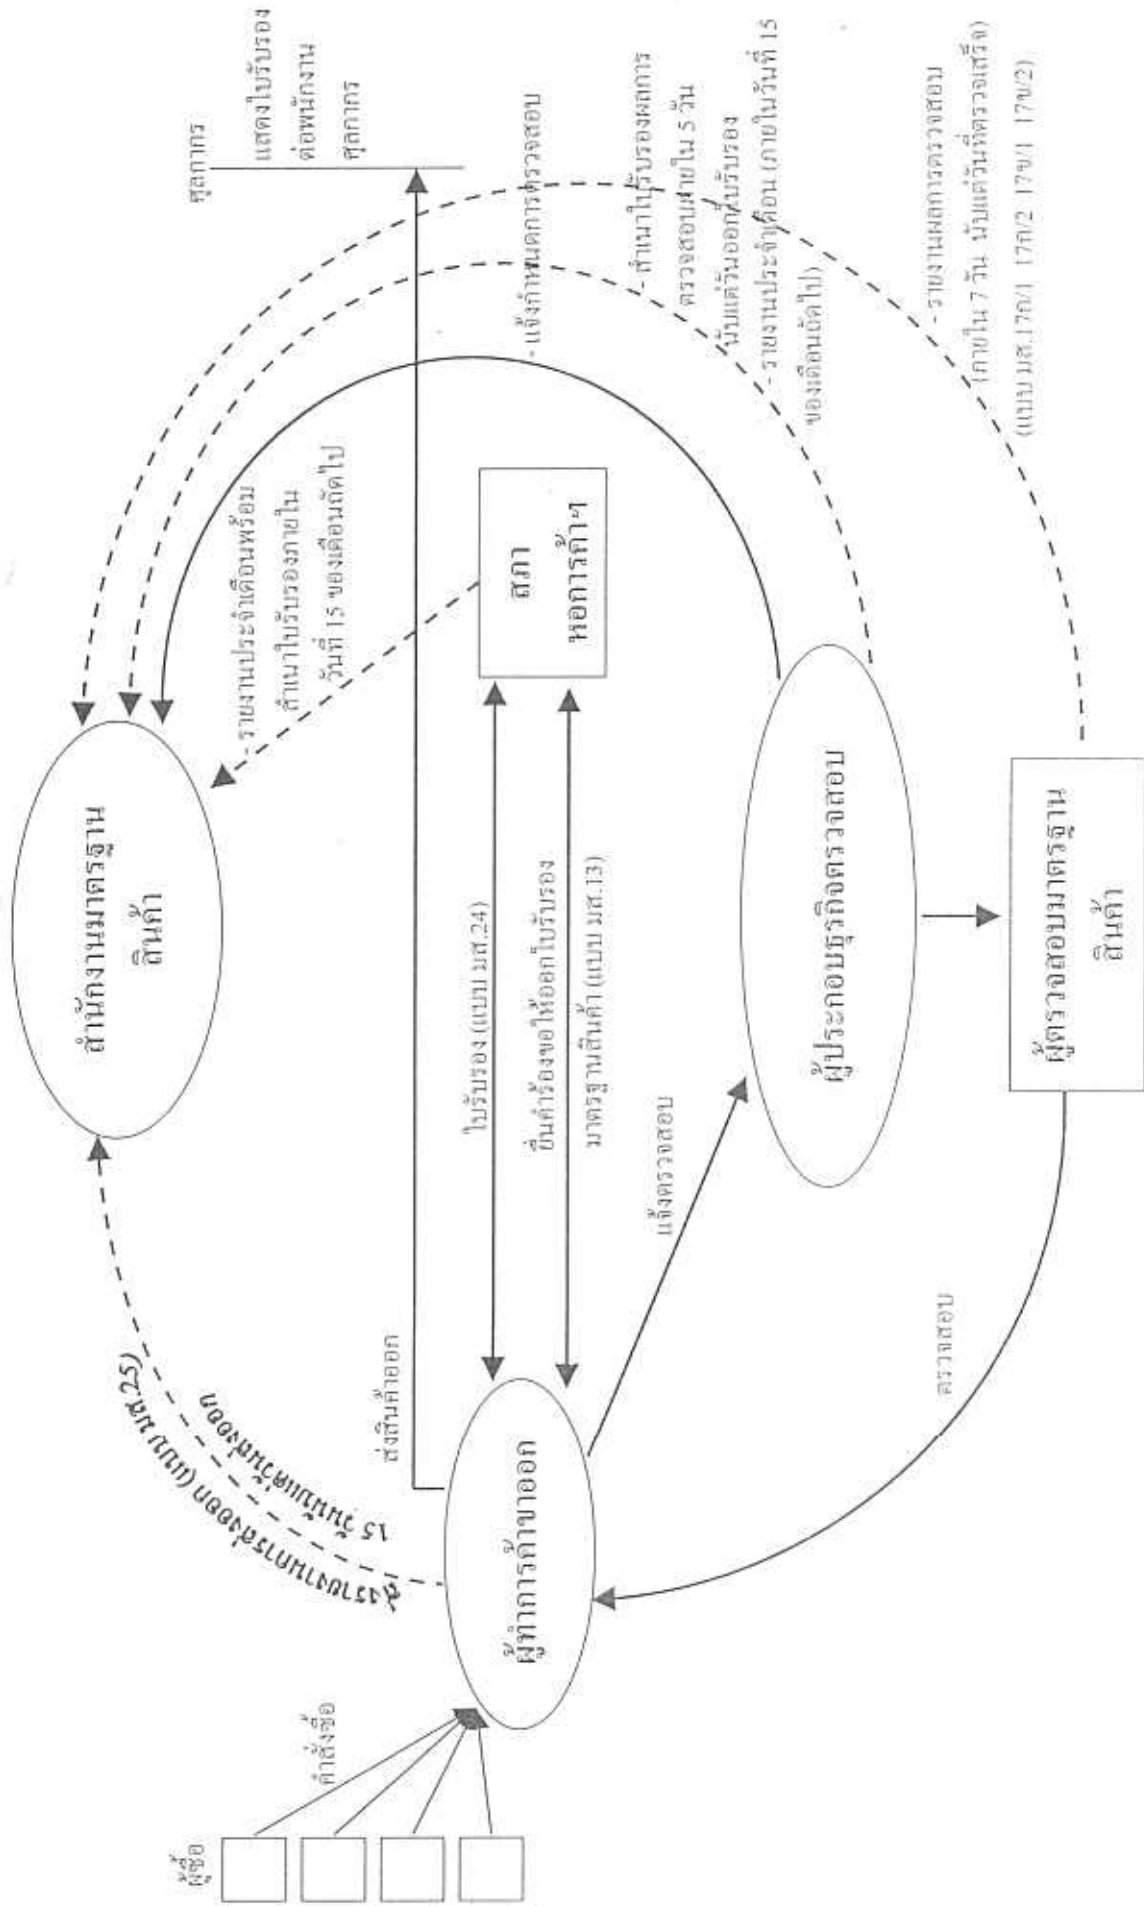 ผู้ซื้อ
คำสั่งซื้อ
ผู้ทำการค้าขาออก
ส่งรายงานการส่งออก (แบบ มส.25)
15 วันนับแต่วันส่งออก
สำนักงานมาตรฐาน
สินค้า
ส่งสินค้าออก
ศุลกากร
แสดงใบรับรอง
ต่อพนักงาน
ศุลกากร
- รายงานประจำเดือนพร้อม
สำเนาใบรับรองภายใน
วันที่ 15 ของเดือนถัดไป
ใบรับรอง (แบบ มส.24)
ยื่นคำร้องขอให้ออกใบรับรอง
มาตรฐานสินค้า (แบบ มส.13)
สภา
หอการค้าฯ
- แจ้งกำหนดการตรวจสอบ
- สำเนาใบรับรองผลการ
ตรวจสอบภายใน 5 วัน
นับแต่วันออกใบรับรอง
- รายงานประจำเดือน (ภายในวันที่ 15
ของเดือนถัดไป)
แจ้งตรวจสอบ
ผู้ประกอบธุรกิจตรวจสอบ
- รายงานผลการตรวจสอบ
(ภายใน 7 วัน นับแต่วันที่ตรวจเสร็จ)
(แบบ มส.17ก/1 17ก/2 17ข/1 17ข/2)
ตรวจสอบ
ผู้ตรวจสอบมาตรฐาน
สินค้า